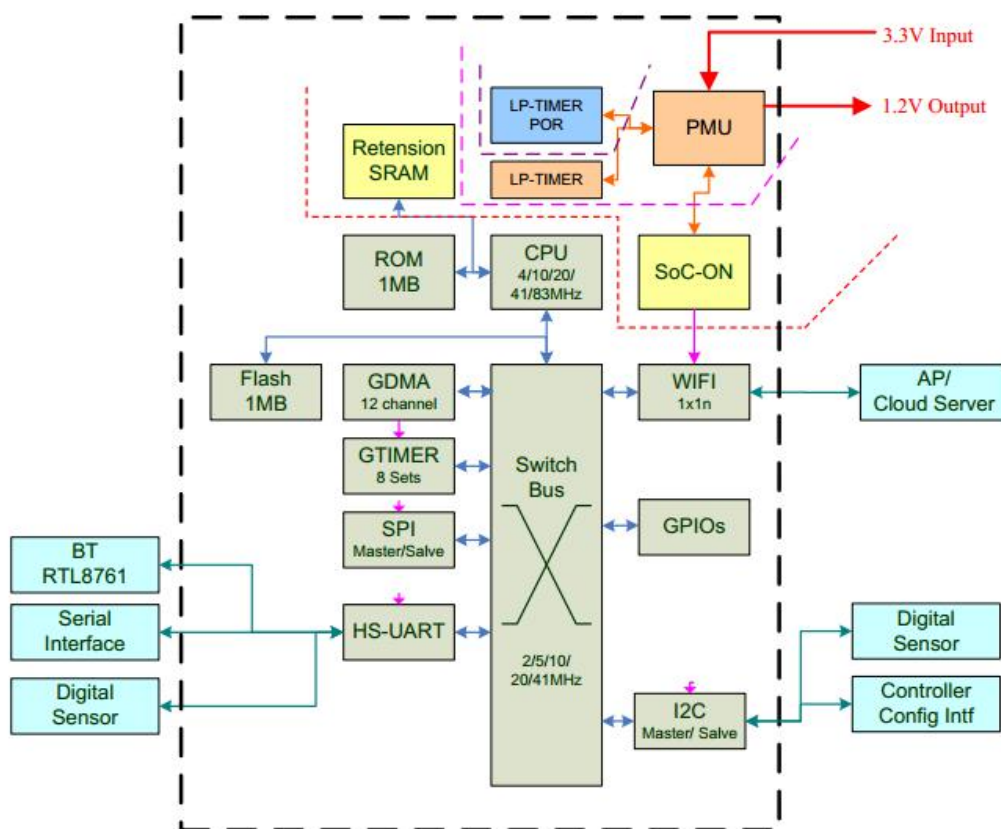 3.3V Input
LP-TIMER
POR
PMU
1.2V Output
Retension
SRAM
LP-TIMER
ROM
1MB
CPU
4/10/20/
41/83MHz
SoC-ON
Flash
1MB
GDMA
12 channel
WIFI
1x1n
AP/
Cloud Server
GTIMER
8 Sets
Switch
Bus
SPI
Master/Salve
GPIOs
BT
RTL8761
Serial
Interface
HS-UART
Digital
Sensor
2/5/10/
20/41MHz
Digital
Sensor
I2C
Master/ Salve
Controller
Config Intf